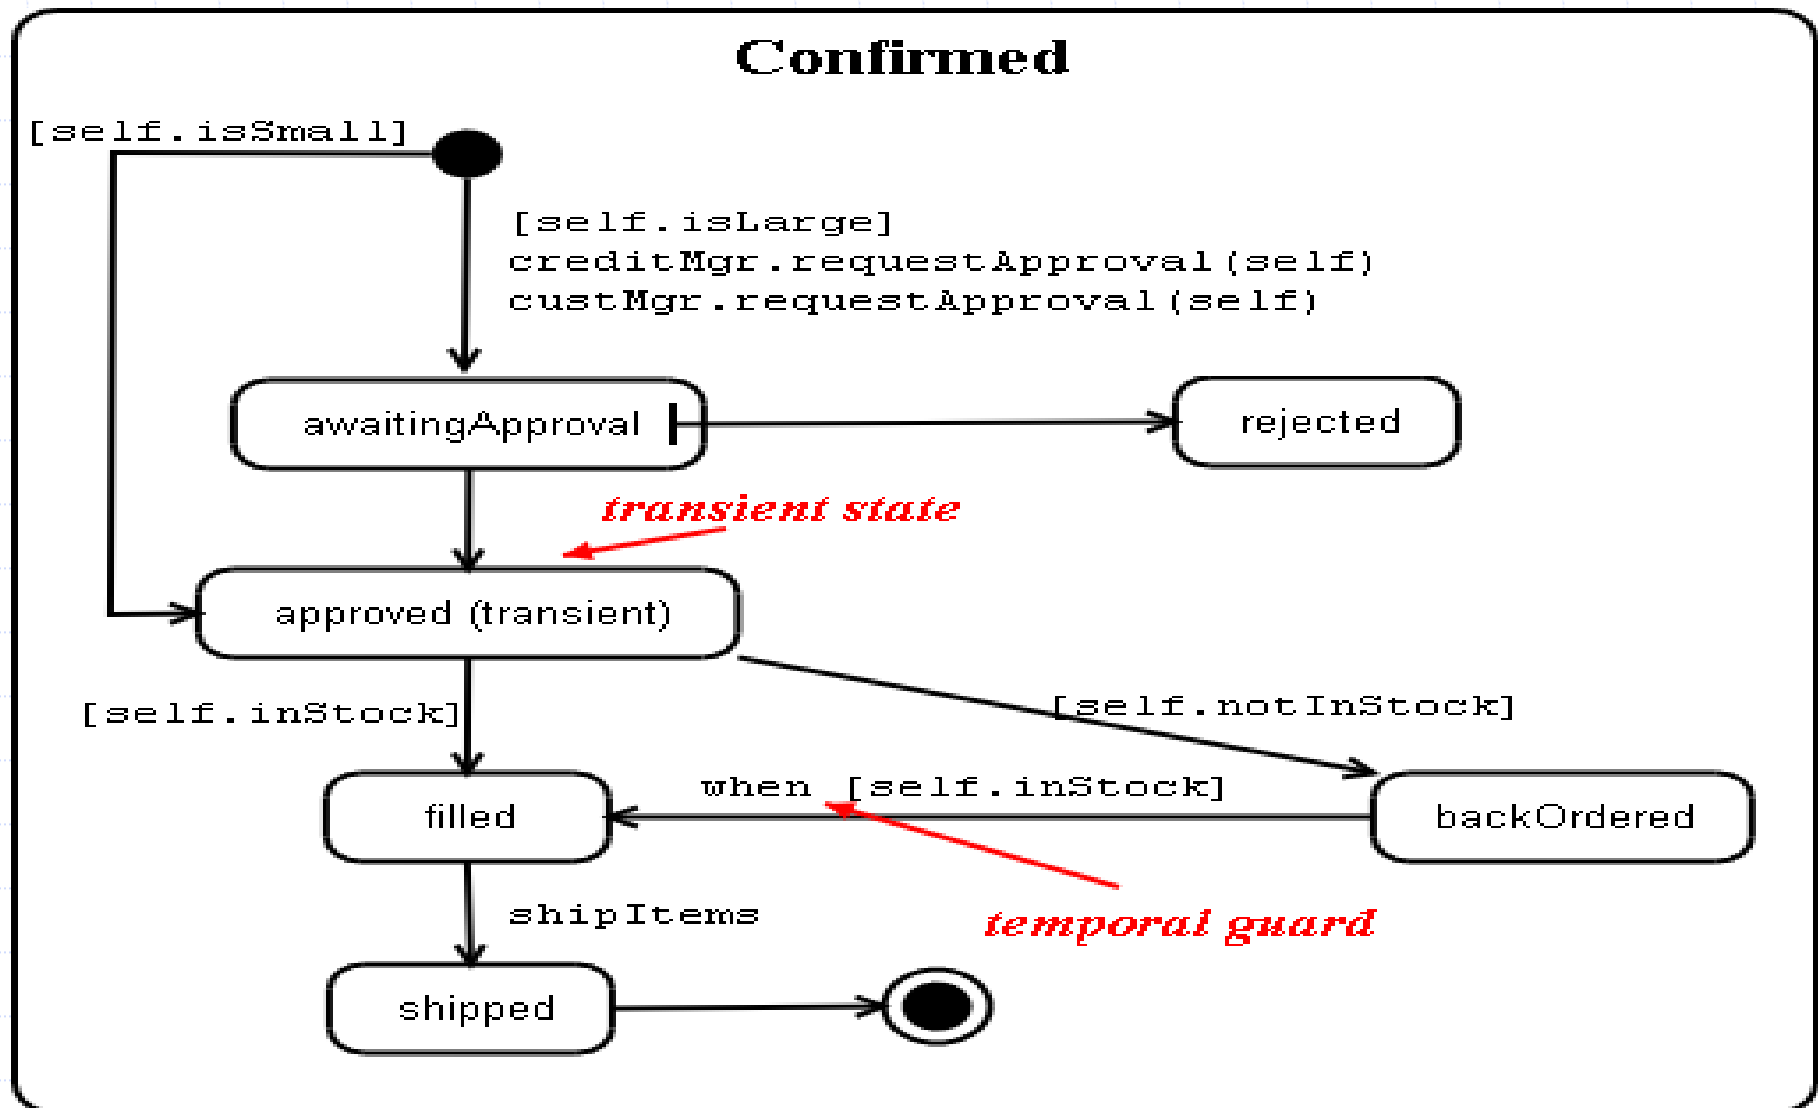 Confirmed
[self.isSmall]
[self.isLarge]
creditMgr.requestApproval(self)
custMgr.requestApproval(self)
awaitingApproval
rejected
transient state
approved (transient)
[self.inStock]
[self.notInStock]
when [self.inStock]
filled
backOrdered
shipItems
temporal guard
shipped